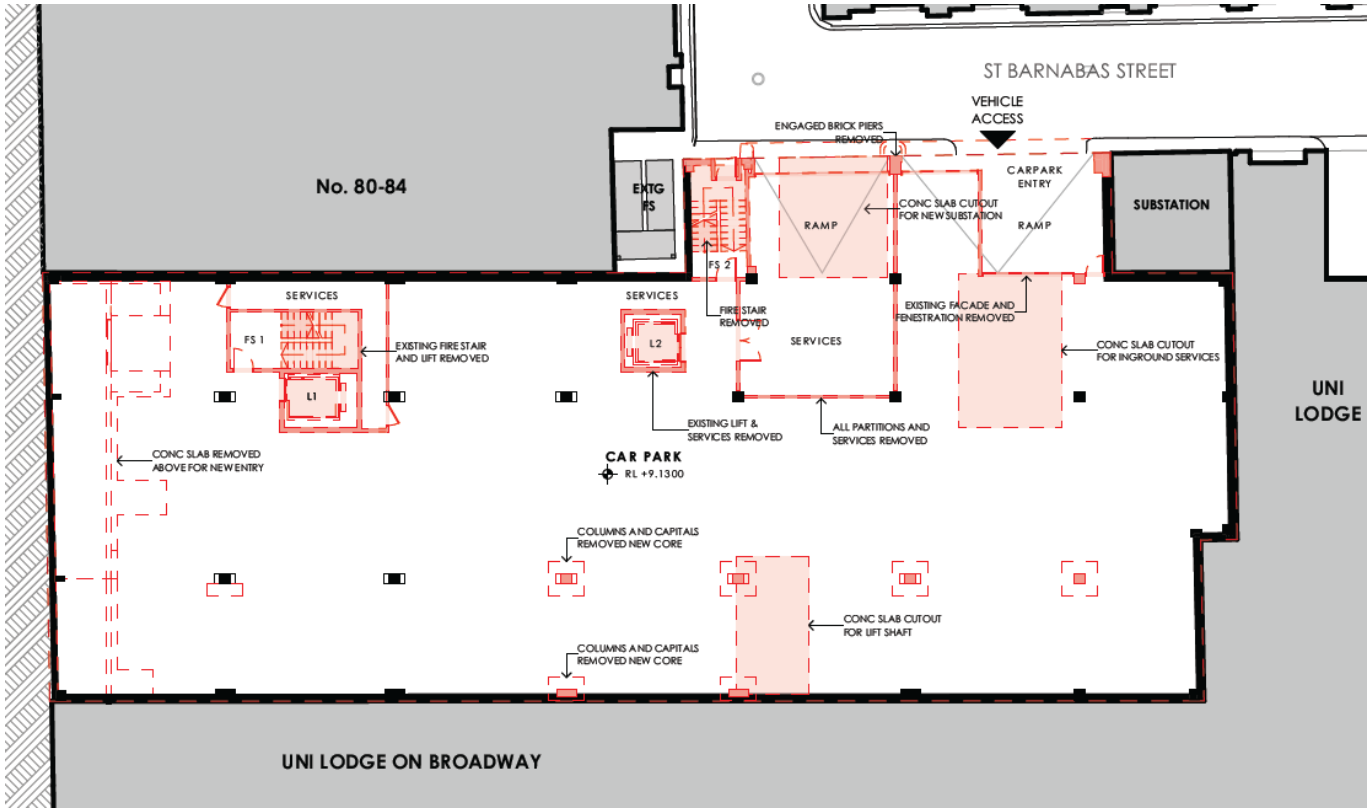 ST BARNABAS STREET
VEHICLE
ACCESS
ENGAGED BRICK PIERS
REMOVED
No. 80-84
EXTG
FS
CARPARK
ENTRY
SUBSTATION
CONC SLAB CUTOUT
FOR NEW SUBSTATION
RAMP
RAMP
FS 2
SERVICES
SERVICES
FIRE STAIR
REMOVED
EXISTING FACADE AND
FENESTRATION REMOVED
FS 1
EXISTING FIRE STAIR
AND LIFT REMOVED
L2
SERVICES
CONC SLAB CUTOUT
FOR INGROUND SERVICES
UNI
LODGE
L1
EXISTING LIFT &
SERVICES REMOVED
ALL PARTITIONS AND
SERVICES REMOVED
CONC SLAB REMOVED
ABOVE FOR NEW ENTRY
CAR PARK
RL +9.1300
COLUMNS AND CAPITALS
REMOVED NEW CORE
CONC SLAB CUTOUT
FOR LIFT SHAFT
COLUMNS AND CAPITALS
REMOVED NEW CORE
UNI LODGE ON BROADWAY